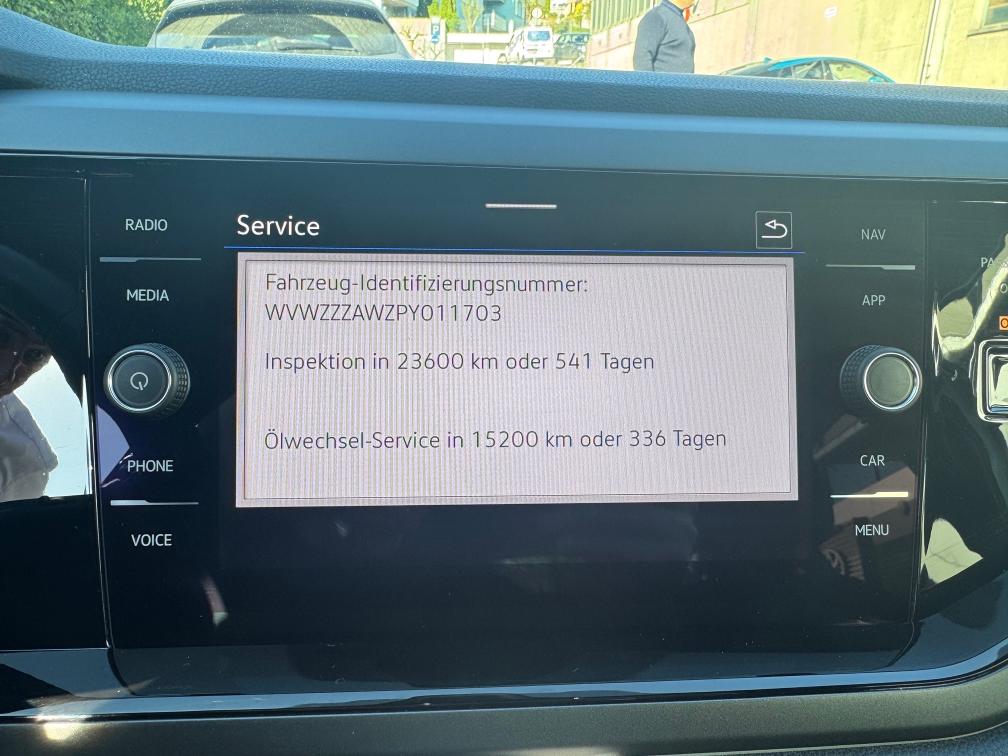 RADIO
Service
NAV
MEDIA
APP
Fahrzeug-Identifizierungsnummer:
WVWZZZAWZPY011703
Inspektion in 23600 km oder 541 Tagen
Ölwechsel-Service in 15200 km oder 336 Tagen
PHONE
CAR
VOICE
MENU